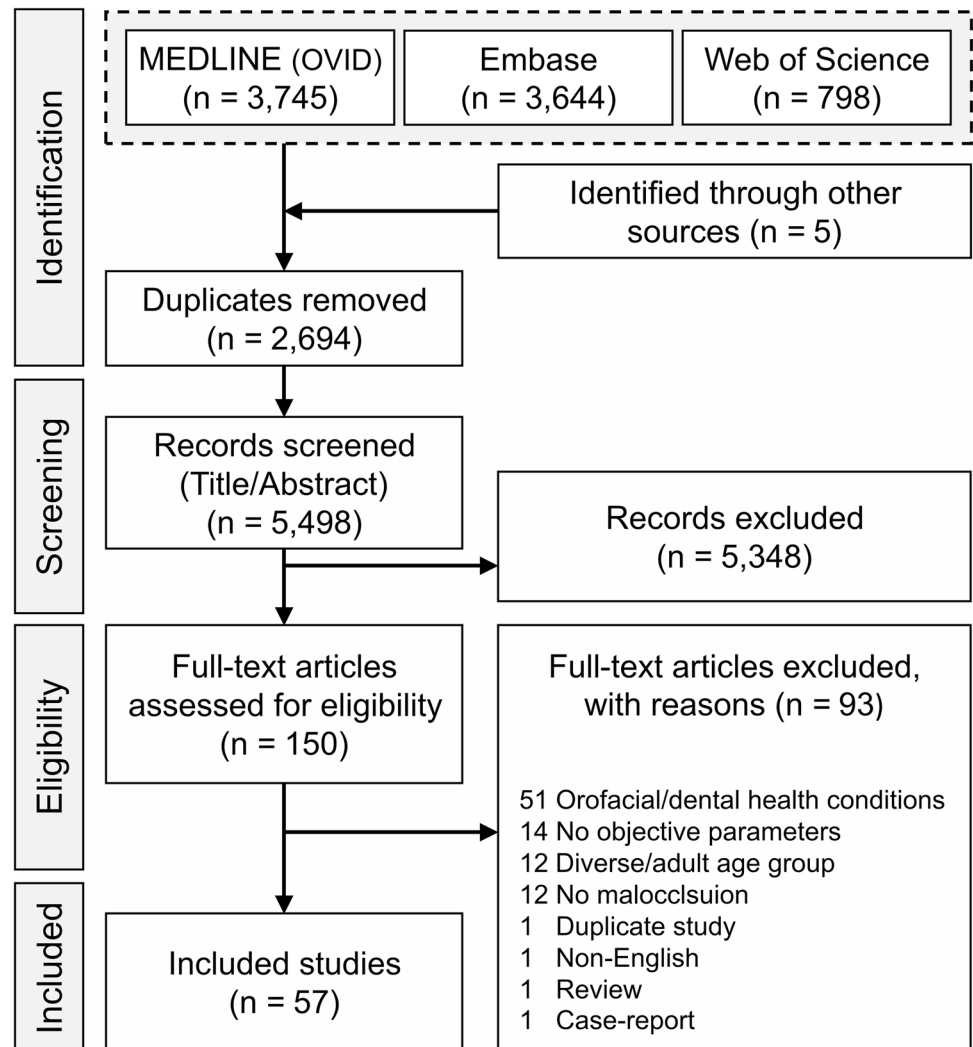 Identification
MEDLINE (OVID)
(n = 3,745)
Embase
(n = 3,644)
Web of Science
(n = 798)
Identified through other
sources (n = 5)
Duplicates removed
(n = 2,694)
Screening
Records screened
(Title/Abstract)
(n = 5,498)
Records excluded
(n = 5,348)
Eligibility
Full-text articles
assessed for eligibility
(n = 150)
Full-text articles excluded,
with reasons (n = 93)
51 Orofacial/dental health conditions
14 No objective parameters
12 Diverse/adult age group
12 No malocclsuion
1 Duplicate study
1 Non-English
1 Review
1 Case-report
Included
Included studies
(n = 57)